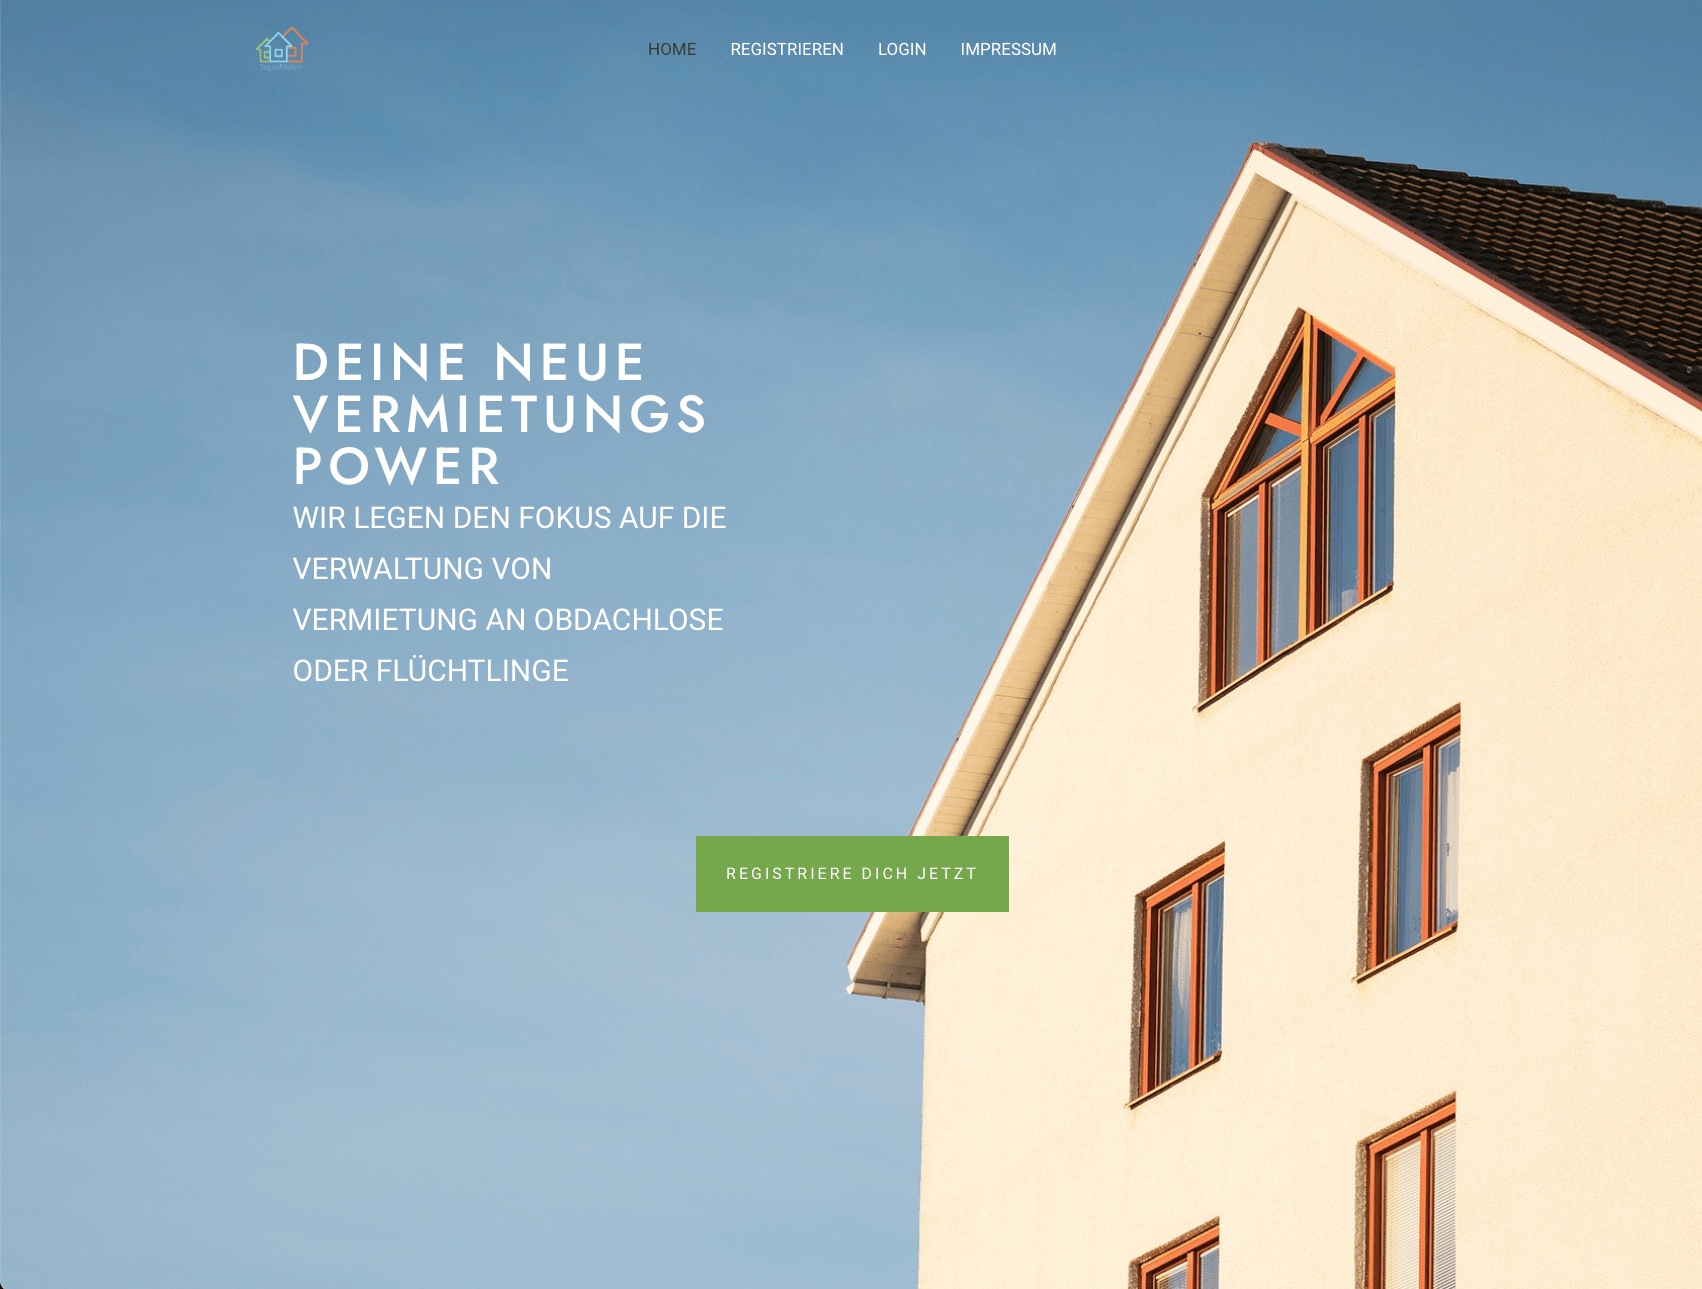 TagesMieten
HOME REGISTRIEREN LOGIN IMPRESSUM
DEINE NEUE
VERMIETUNGS
POWER
WIR LEGEN DEN FOKUS AUF DIE
VERWALTUNG VON
VERMIETUNG AN OBDACHLOSE
ODER FLÜCHTLINGE
REGISTRIERE DICH JETZT